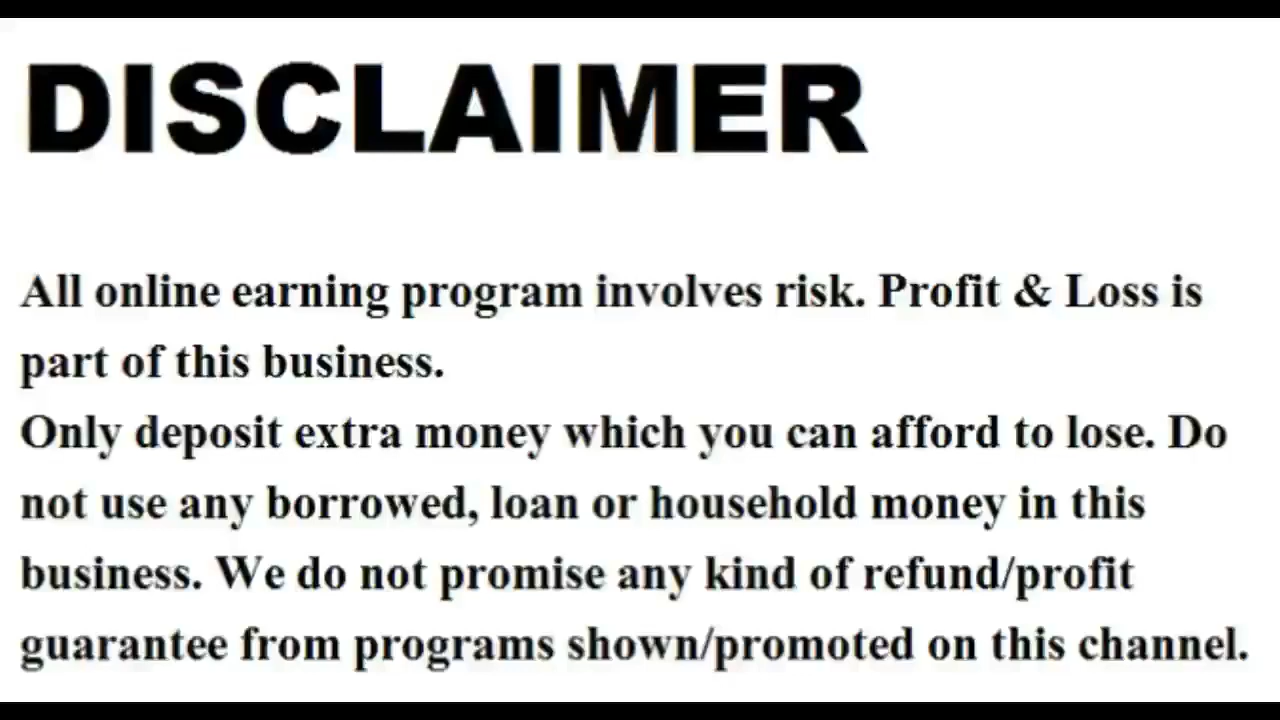 DISCLAIMER
All online earning program involves risk. Profit & Loss is
part of this business.
Only deposit extra money which you can afford to lose. Do
not use any borrowed, loan or household money in this
business. We do not promise any kind of refund/profit
guarantee from programs shown/promoted on this channel.